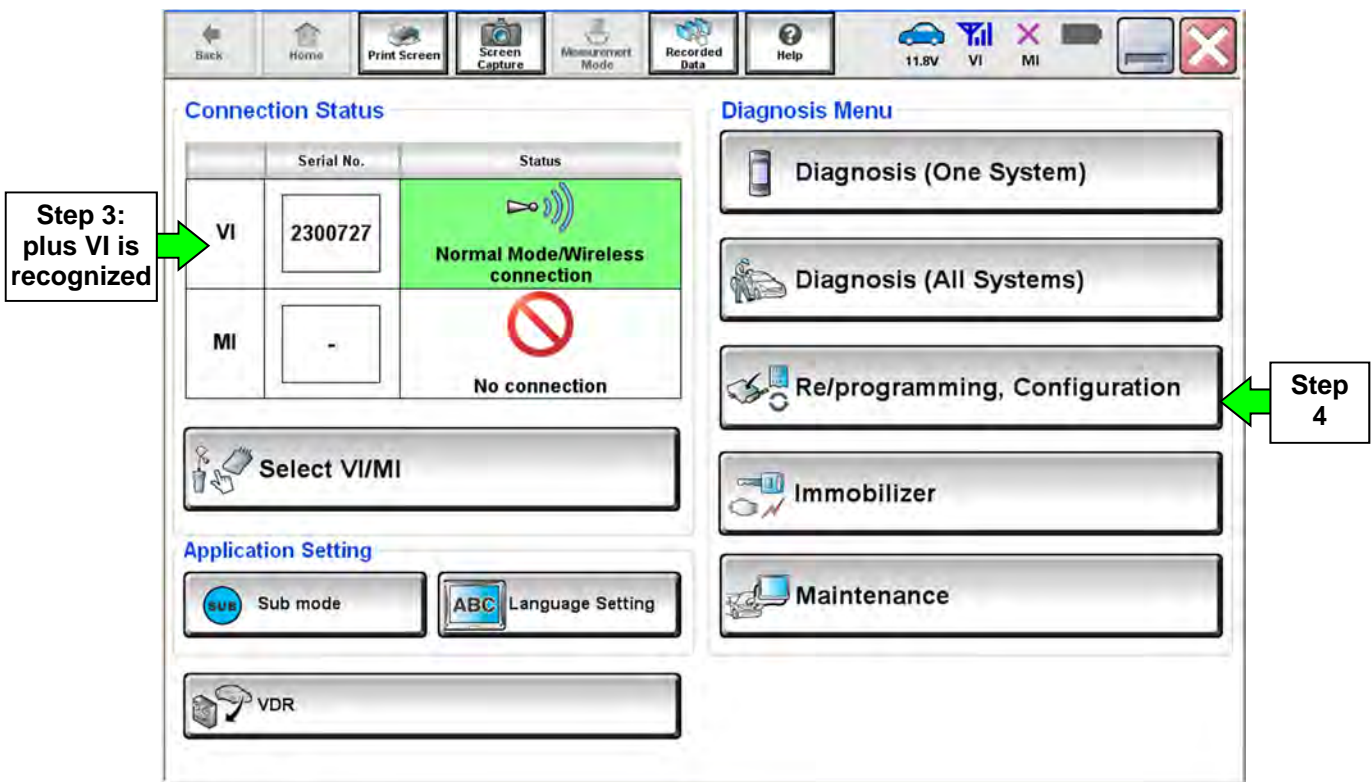 Back
Home
Print Screen
Screen
Capture
Measurement
Mode
Recorded
Data
Help
11.8V
VI
MI
Connection Status
Serial No.
Status
VI
2300727
Normal Mode/Wireless
connection
MI
-
No connection
Select VI/MI
Application Setting
SUB
Sub mode
ABC
Language Setting
VDR
Diagnosis Menu
Diagnosis (One System)
Diagnosis (All Systems)
Re/programming, Configuration
Immobilizer
Maintenance
Step 3:
plus VI is
recognized
Step
4